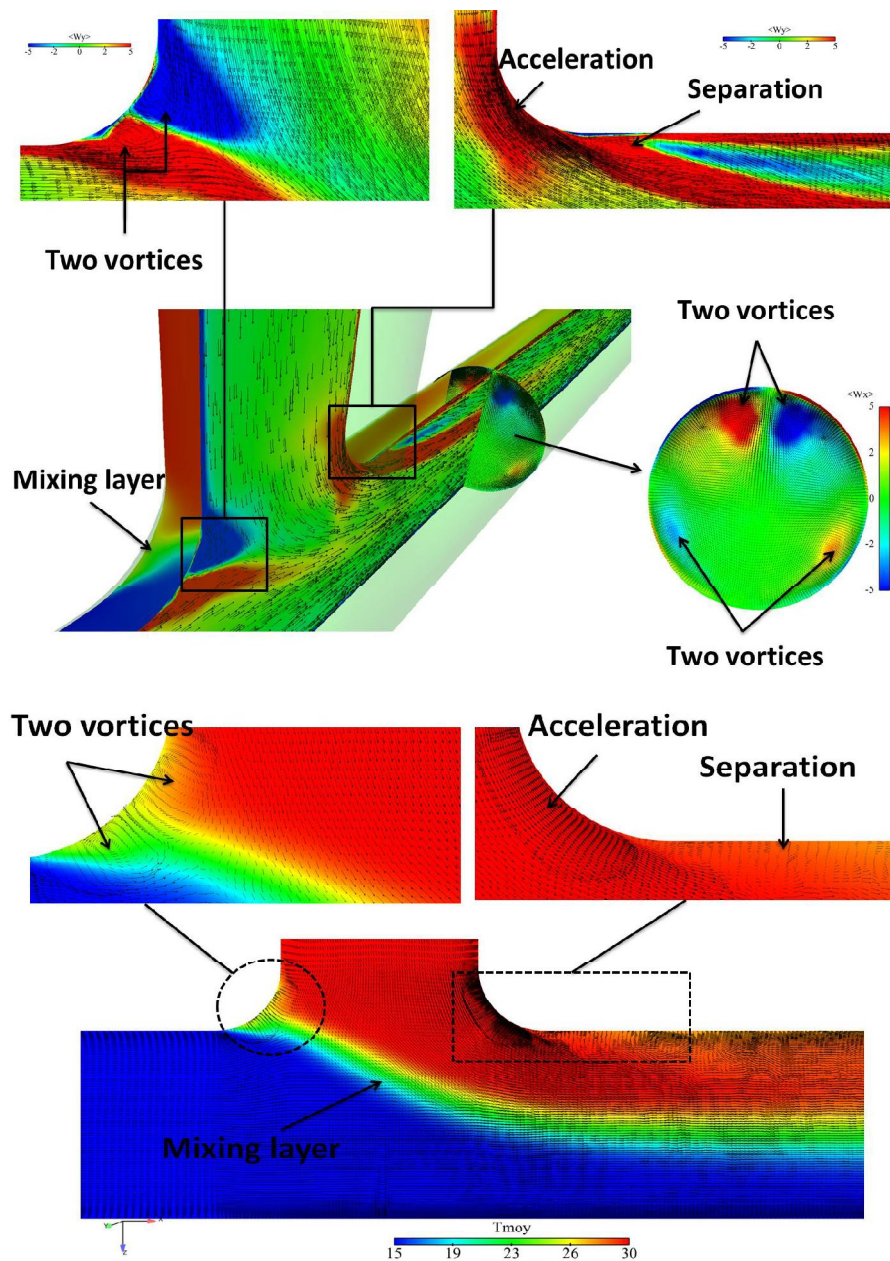 <Wy>
-5 -2 0 2 5
<Wy>
-5 -2 0 2 5
Acceleration
Separation
Two vortices
Two vortices
<Wx>
5
2
0
-2
-5
Mixing layer
Two vortices
Two vortices
Acceleration
Separation
Mixing layer
Y X
Z
Tmoy
15 19 23 26 30